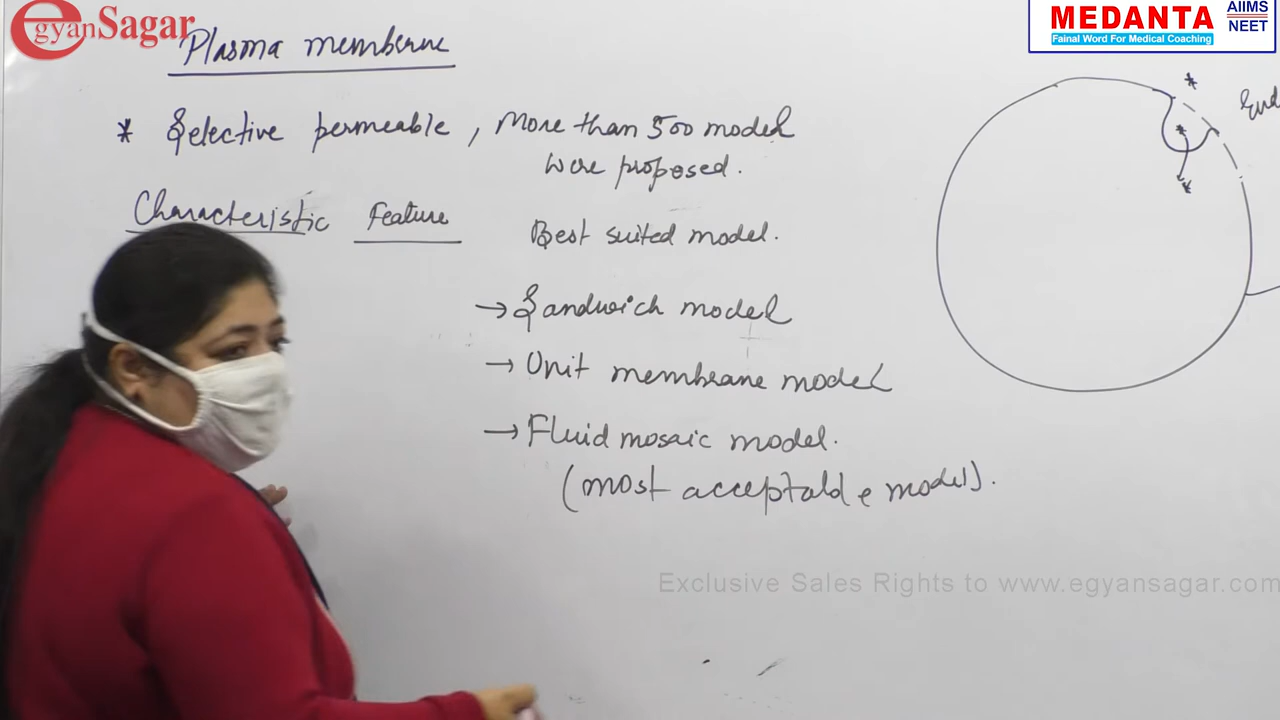 egyanSagar
MEDANTA
Fainal Word For Medical Coaching
AIIMS
NEET
Plasma membrne
* Selective permeable, More than 500 model
were proposed.
Characteristic Feature
Best suited model.
→ Sandwich model
→ Unit membrane model
→ Fluid mosaic model.
(most acceptable model).
Exclusive Sales Rights to www.egyansagar.com